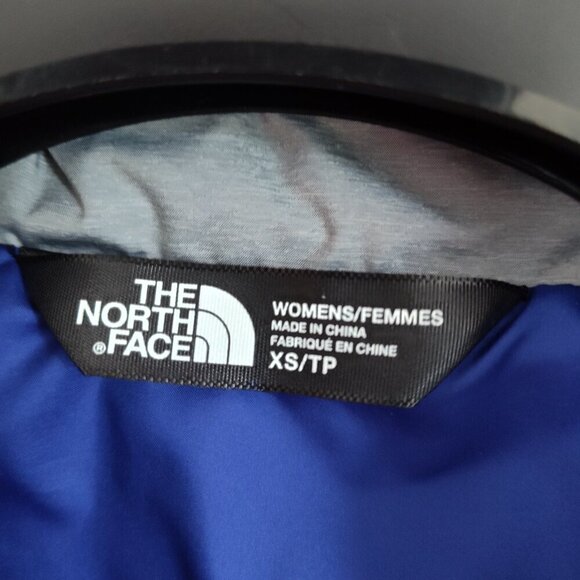 THE
NORTH
®FACE
WOMENS/FEMMES
MADE IN CHINA
FABRIQUÉ EN CHINE
XS/TP